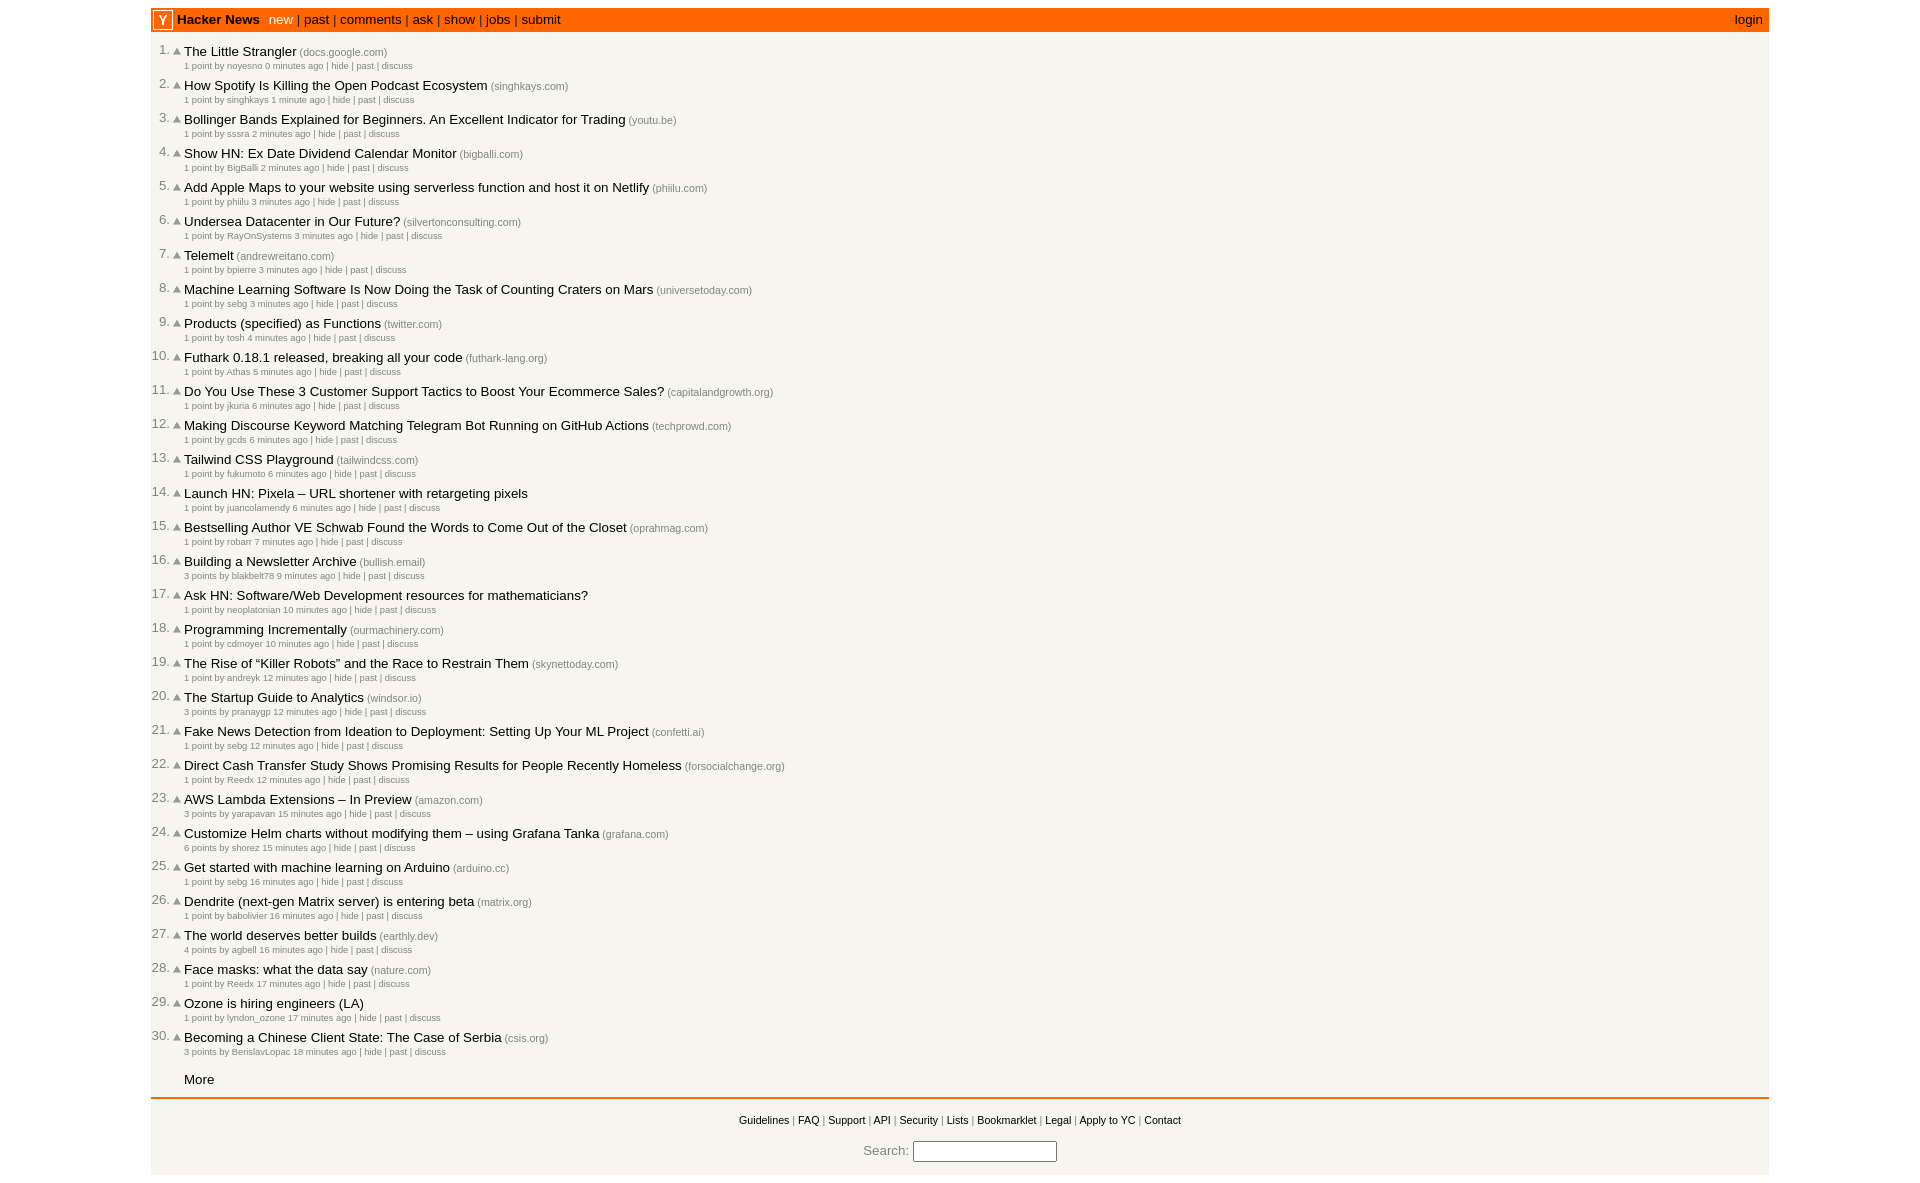 Y Hacker News new | past | comments | ask | show | jobs | submit login
1. The Little Strangler (docs.google.com)
1 point by noyesno 0 minutes ago | hide | past | discuss
2. How Spotify Is Killing the Open Podcast Ecosystem (singhkays.com)
1 point by singhkays 1 minute ago | hide | past | discuss
3. Bollinger Bands Explained for Beginners. An Excellent Indicator for Trading (youtu.be)
1 point by sssra 2 minutes ago | hide | past | discuss
4. Show HN: Ex Date Dividend Calendar Monitor (bigballi.com)
1 point by BigBalli 2 minutes ago | hide | past | discuss
5. Add Apple Maps to your website using serverless function and host it on Netlify (phiilu.com)
1 point by phiilu 3 minutes ago | hide | past | discuss
6. Undersea Datacenter in Our Future? (silvertonconsulting.com)
1 point by RayOnSystems 3 minutes ago | hide | past | discuss
7. Telemelt (andrewreitano.com)
1 point by bpierre 3 minutes ago | hide | past | discuss
8. Machine Learning Software Is Now Doing the Task of Counting Craters on Mars (universetoday.com)
1 point by sebg 3 minutes ago | hide | past | discuss
9. Products (specified) as Functions (twitter.com)
1 point by tosh 4 minutes ago | hide | past | discuss
10. Futhark 0.18.1 released, breaking all your code (futhark-lang.org)
1 point by Athas 5 minutes ago | hide | past | discuss
11. Do You Use These 3 Customer Support Tactics to Boost Your Ecommerce Sales? (capitalandgrowth.org)
1 point by jkuria 6 minutes ago | hide | past | discuss
12. Making Discourse Keyword Matching Telegram Bot Running on GitHub Actions (techprowd.com)
1 point by gcds 6 minutes ago | hide | past | discuss
13. Tailwind CSS Playground (tailwindcss.com)
1 point by fukumoto 6 minutes ago | hide | past | discuss
14. Launch HN: Pixela – URL shortener with retargeting pixels
1 point by juancolamendy 6 minutes ago | hide | past | discuss
15. Bestselling Author VE Schwab Found the Words to Come Out of the Closet (oprahmag.com)
1 point by robarr 7 minutes ago | hide | past | discuss
16. Building a Newsletter Archive (bullish.email)
3 points by blakbelt78 9 minutes ago | hide | past | discuss
17. Ask HN: Software/Web Development resources for mathematicians?
1 point by neoplatonian 10 minutes ago | hide | past | discuss
18. Programming Incrementally (ourmachinery.com)
1 point by cdmoyer 10 minutes ago | hide | past | discuss
19. The Rise of “Killer Robots” and the Race to Restrain Them (skynettoday.com)
1 point by andreyk 12 minutes ago | hide | past | discuss
20. The Startup Guide to Analytics (windsor.io)
3 points by pranaygp 12 minutes ago | hide | past | discuss
21. Fake News Detection from Ideation to Deployment: Setting Up Your ML Project (confetti.ai)
1 point by sebg 12 minutes ago | hide | past | discuss
22. Direct Cash Transfer Study Shows Promising Results for People Recently Homeless (forsocialchange.org)
1 point by Reedx 12 minutes ago | hide | past | discuss
23. AWS Lambda Extensions – In Preview (amazon.com)
3 points by yarapavan 15 minutes ago | hide | past | discuss
24. Customize Helm charts without modifying them – using Grafana Tanka (grafana.com)
6 points by shorez 15 minutes ago | hide | past | discuss
25. Get started with machine learning on Arduino (arduino.cc)
1 point by sebg 16 minutes ago | hide | past | discuss
26. Dendrite (next-gen Matrix server) is entering beta (matrix.org)
1 point by babolivier 16 minutes ago | hide | past | discuss
27. The world deserves better builds (earthly.dev)
4 points by agbell 16 minutes ago | hide | past | discuss
28. Face masks: what the data say (nature.com)
1 point by Reedx 17 minutes ago | hide | past | discuss
29. Ozone is hiring engineers (LA)
1 point by lyndon_ozone 17 minutes ago | hide | past | discuss
30. Becoming a Chinese Client State: The Case of Serbia (csis.org)
3 points by BerislavLopac 18 minutes ago | hide | past | discuss
More
Guidelines | FAQ | Support | API | Security | Lists | Bookmarklet | Legal | Apply to YC | Contact
Search: